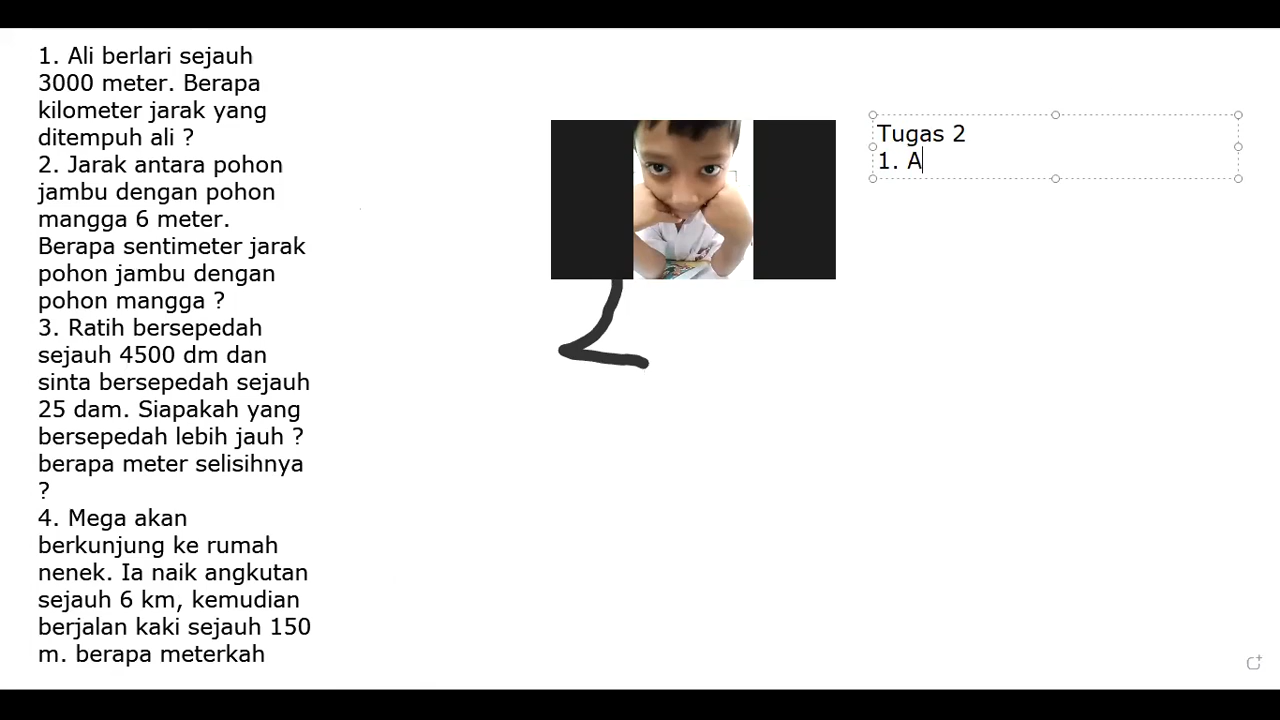 1. Ali berlari sejauh
3000 meter. Berapa
kilometer jarak yang
ditempuh ali ?
2. Jarak antara pohon
jambu dengan pohon
mangga 6 meter.
Berapa sentimeter jarak
pohon jambu dengan
pohon mangga ?
3. Ratih bersepedah
sejauh 4500 dm dan
sinta bersepedah sejauh
25 dam. Siapakah yang
bersepedah lebih jauh ?
berapa meter selisihnya
?
4. Mega akan
berkunjung ke rumah
nenek. Ia naik angkutan
sejauh 6 km, kemudian
berjalan kaki sejauh 150
m. berapa meterkah
Tugas 2
1. A